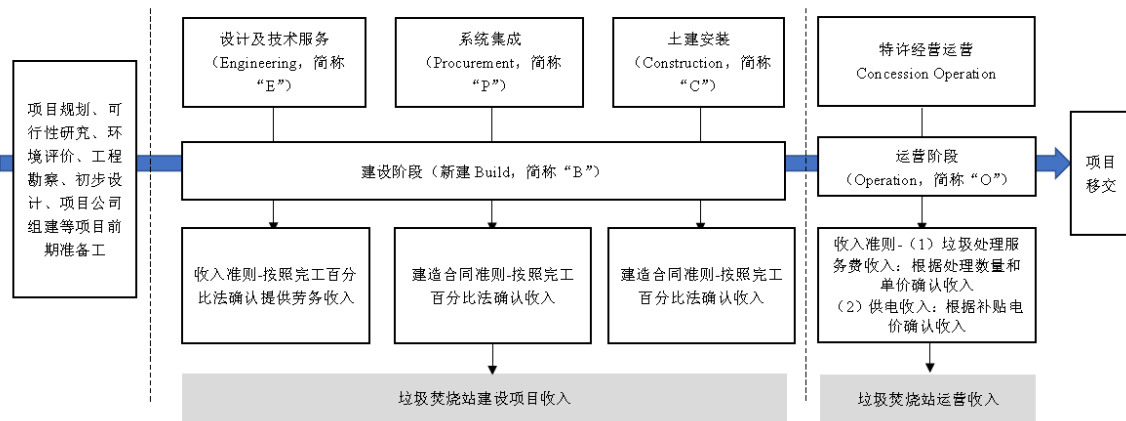 项目规划、可
行性研究、环
境评价、工程
勘察、初步设
计、项目公司
组建等项目前
期准备工
设计及技术服务
（Engineering，简称
“E”）
系统集成
（Procurement，简称
“P”）
土建安装
（Construction，简称
“C”）
特许经营运营
Concession Operation
建设阶段（新建 Build，简称“B”）
运营阶段
（Operation，简称“O”）
项目
移交
收入准则-按照完工百分
比法确认提供劳务收入
建造合同准则-按照完工
百分比法确认收入
建造合同准则-按照完工
百分比法确认收入
收入准则-（1）垃圾处理服
务费收入：根据处理数量和
单价确认收入
（2）供电收入：根据补贴电
价确认收入
垃圾焚烧站建设项目收入
垃圾焚烧站运营收入